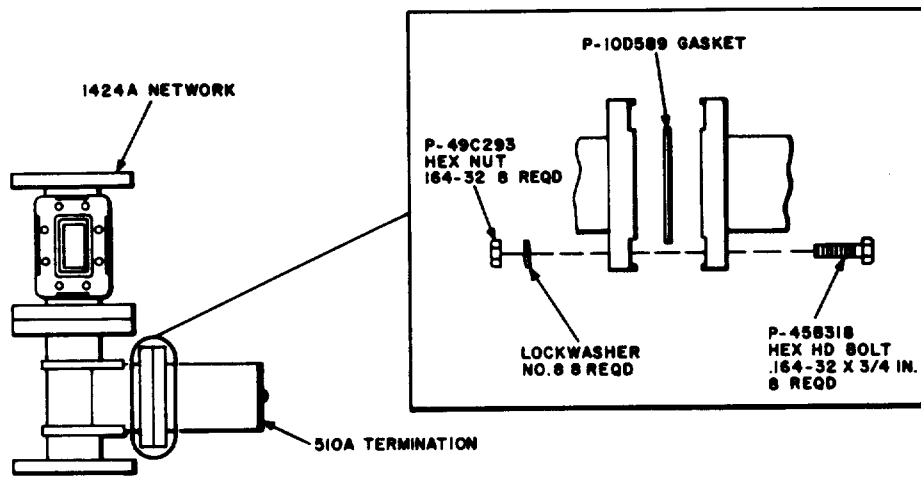 P-10D589 GASKET
1424A NETWORK
P-49C293
HEX NUT
164-32 8 REQD
LOCKWASHER
NO.8 8 REQD
P-458318
HEX HD BOLT
.164-32 X 3/4 IN.
8 REQD
510A TERMINATION